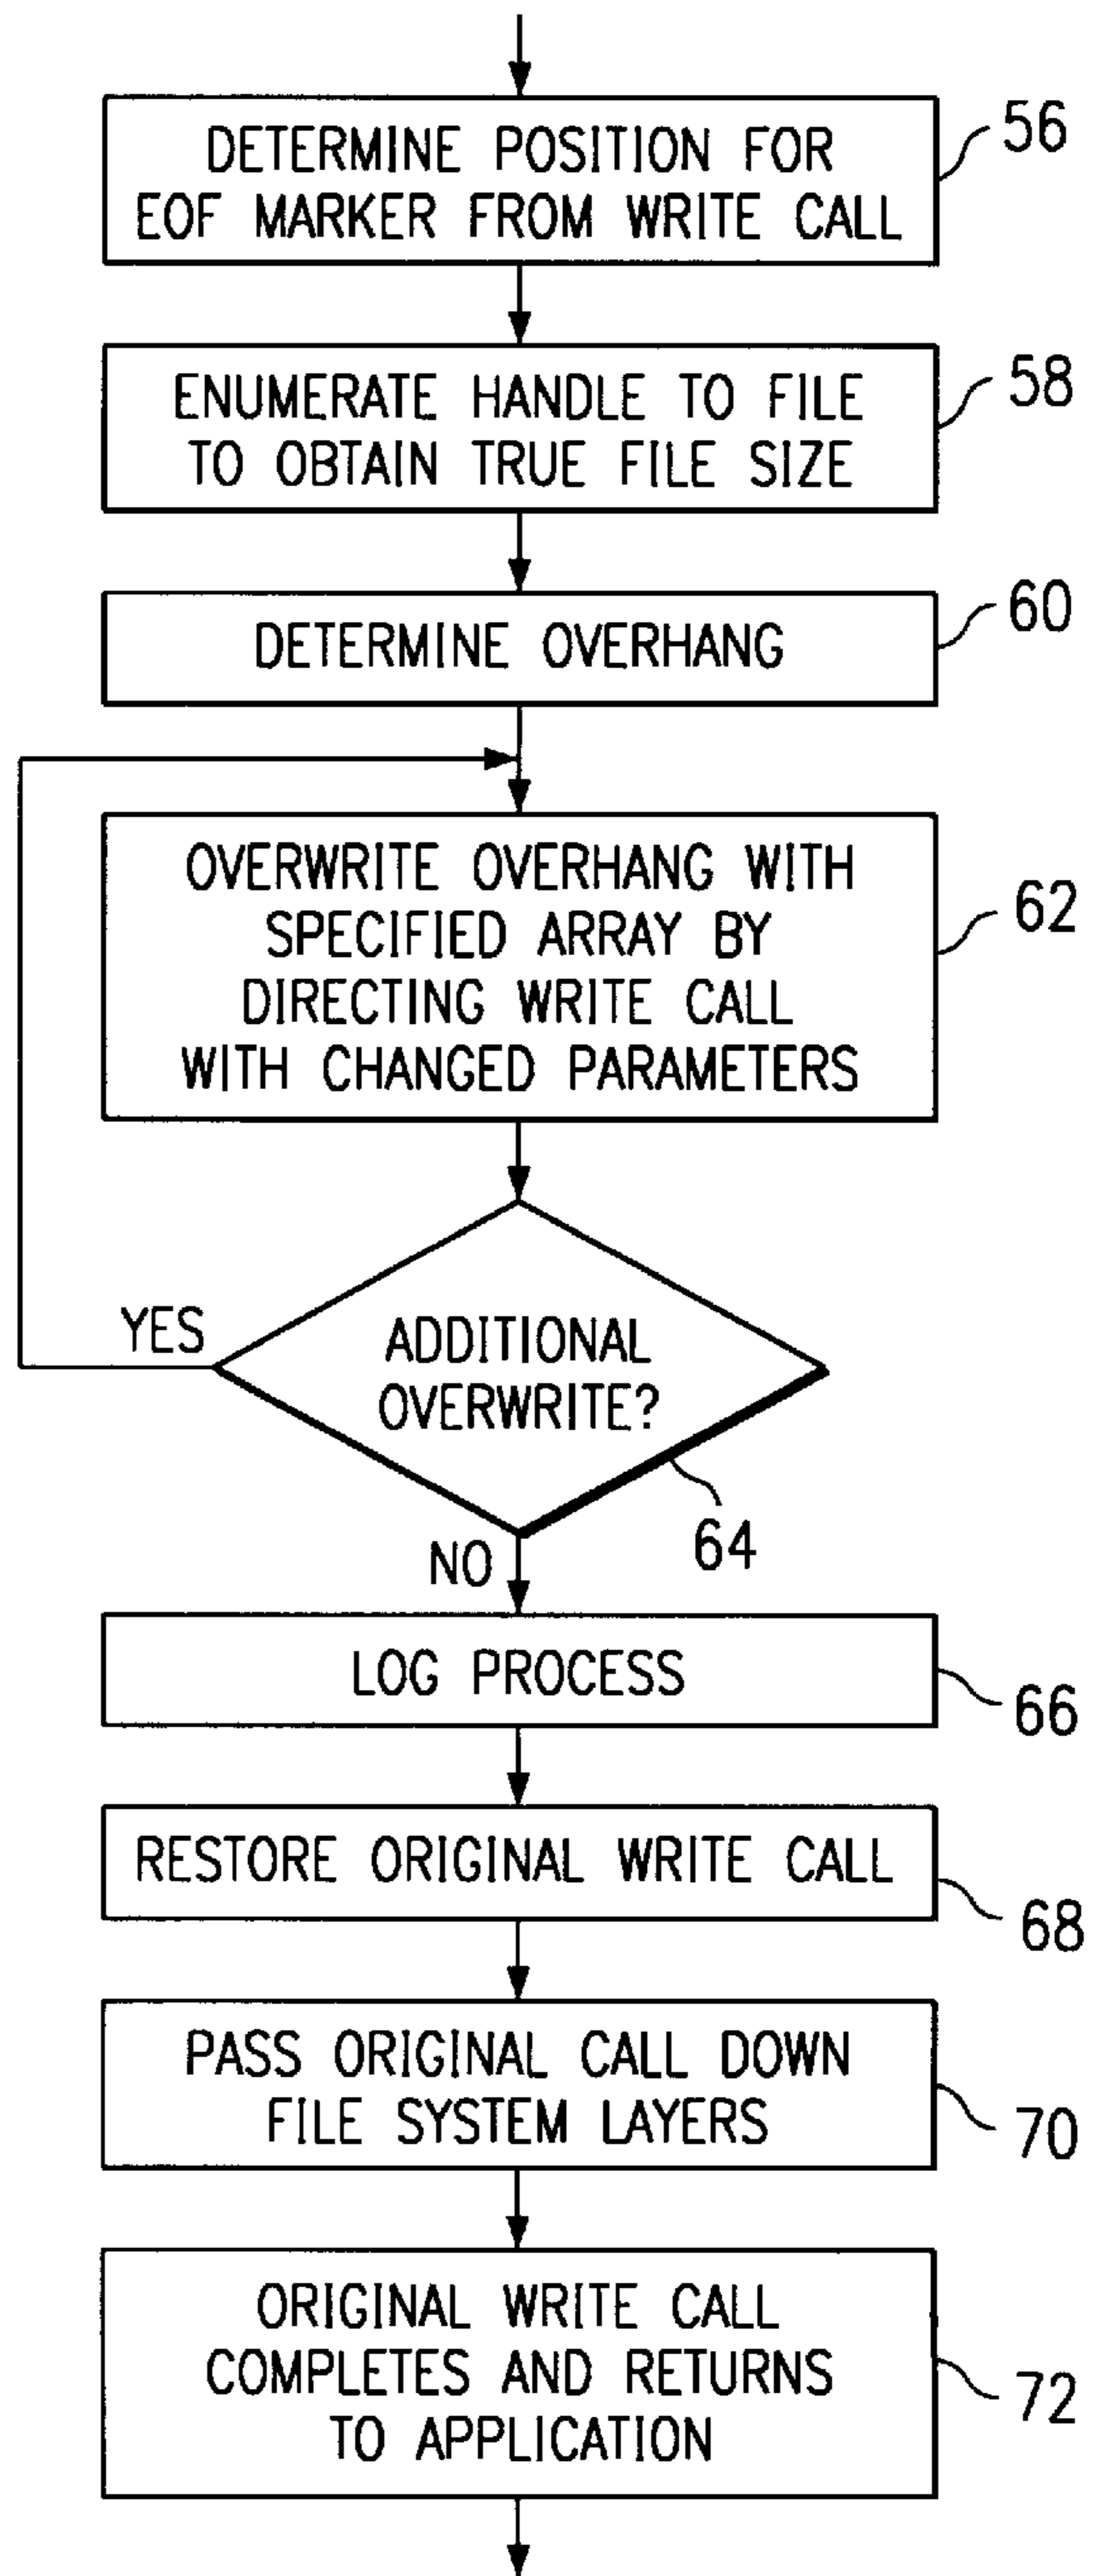 DETERMINE POSITION FOR
EOF MARKER FROM WRITE CALL
56
ENUMERATE HANDLE TO FILE
TO OBTAIN TRUE FILE SIZE
58
DETERMINE OVERHANG
60
OVERWRITE OVERHANG WITH
SPECIFIED ARRAY BY
DIRECTING WRITE CALL
WITH CHANGED PARAMETERS
62
YES
ADDITIONAL
OVERWRITE?
64
NO
LOG PROCESS
66
RESTORE ORIGINAL WRITE CALL
68
PASS ORIGINAL CALL DOWN
FILE SYSTEM LAYERS
70
ORIGINAL WRITE CALL
COMPLETES AND RETURNS
TO APPLICATION
72